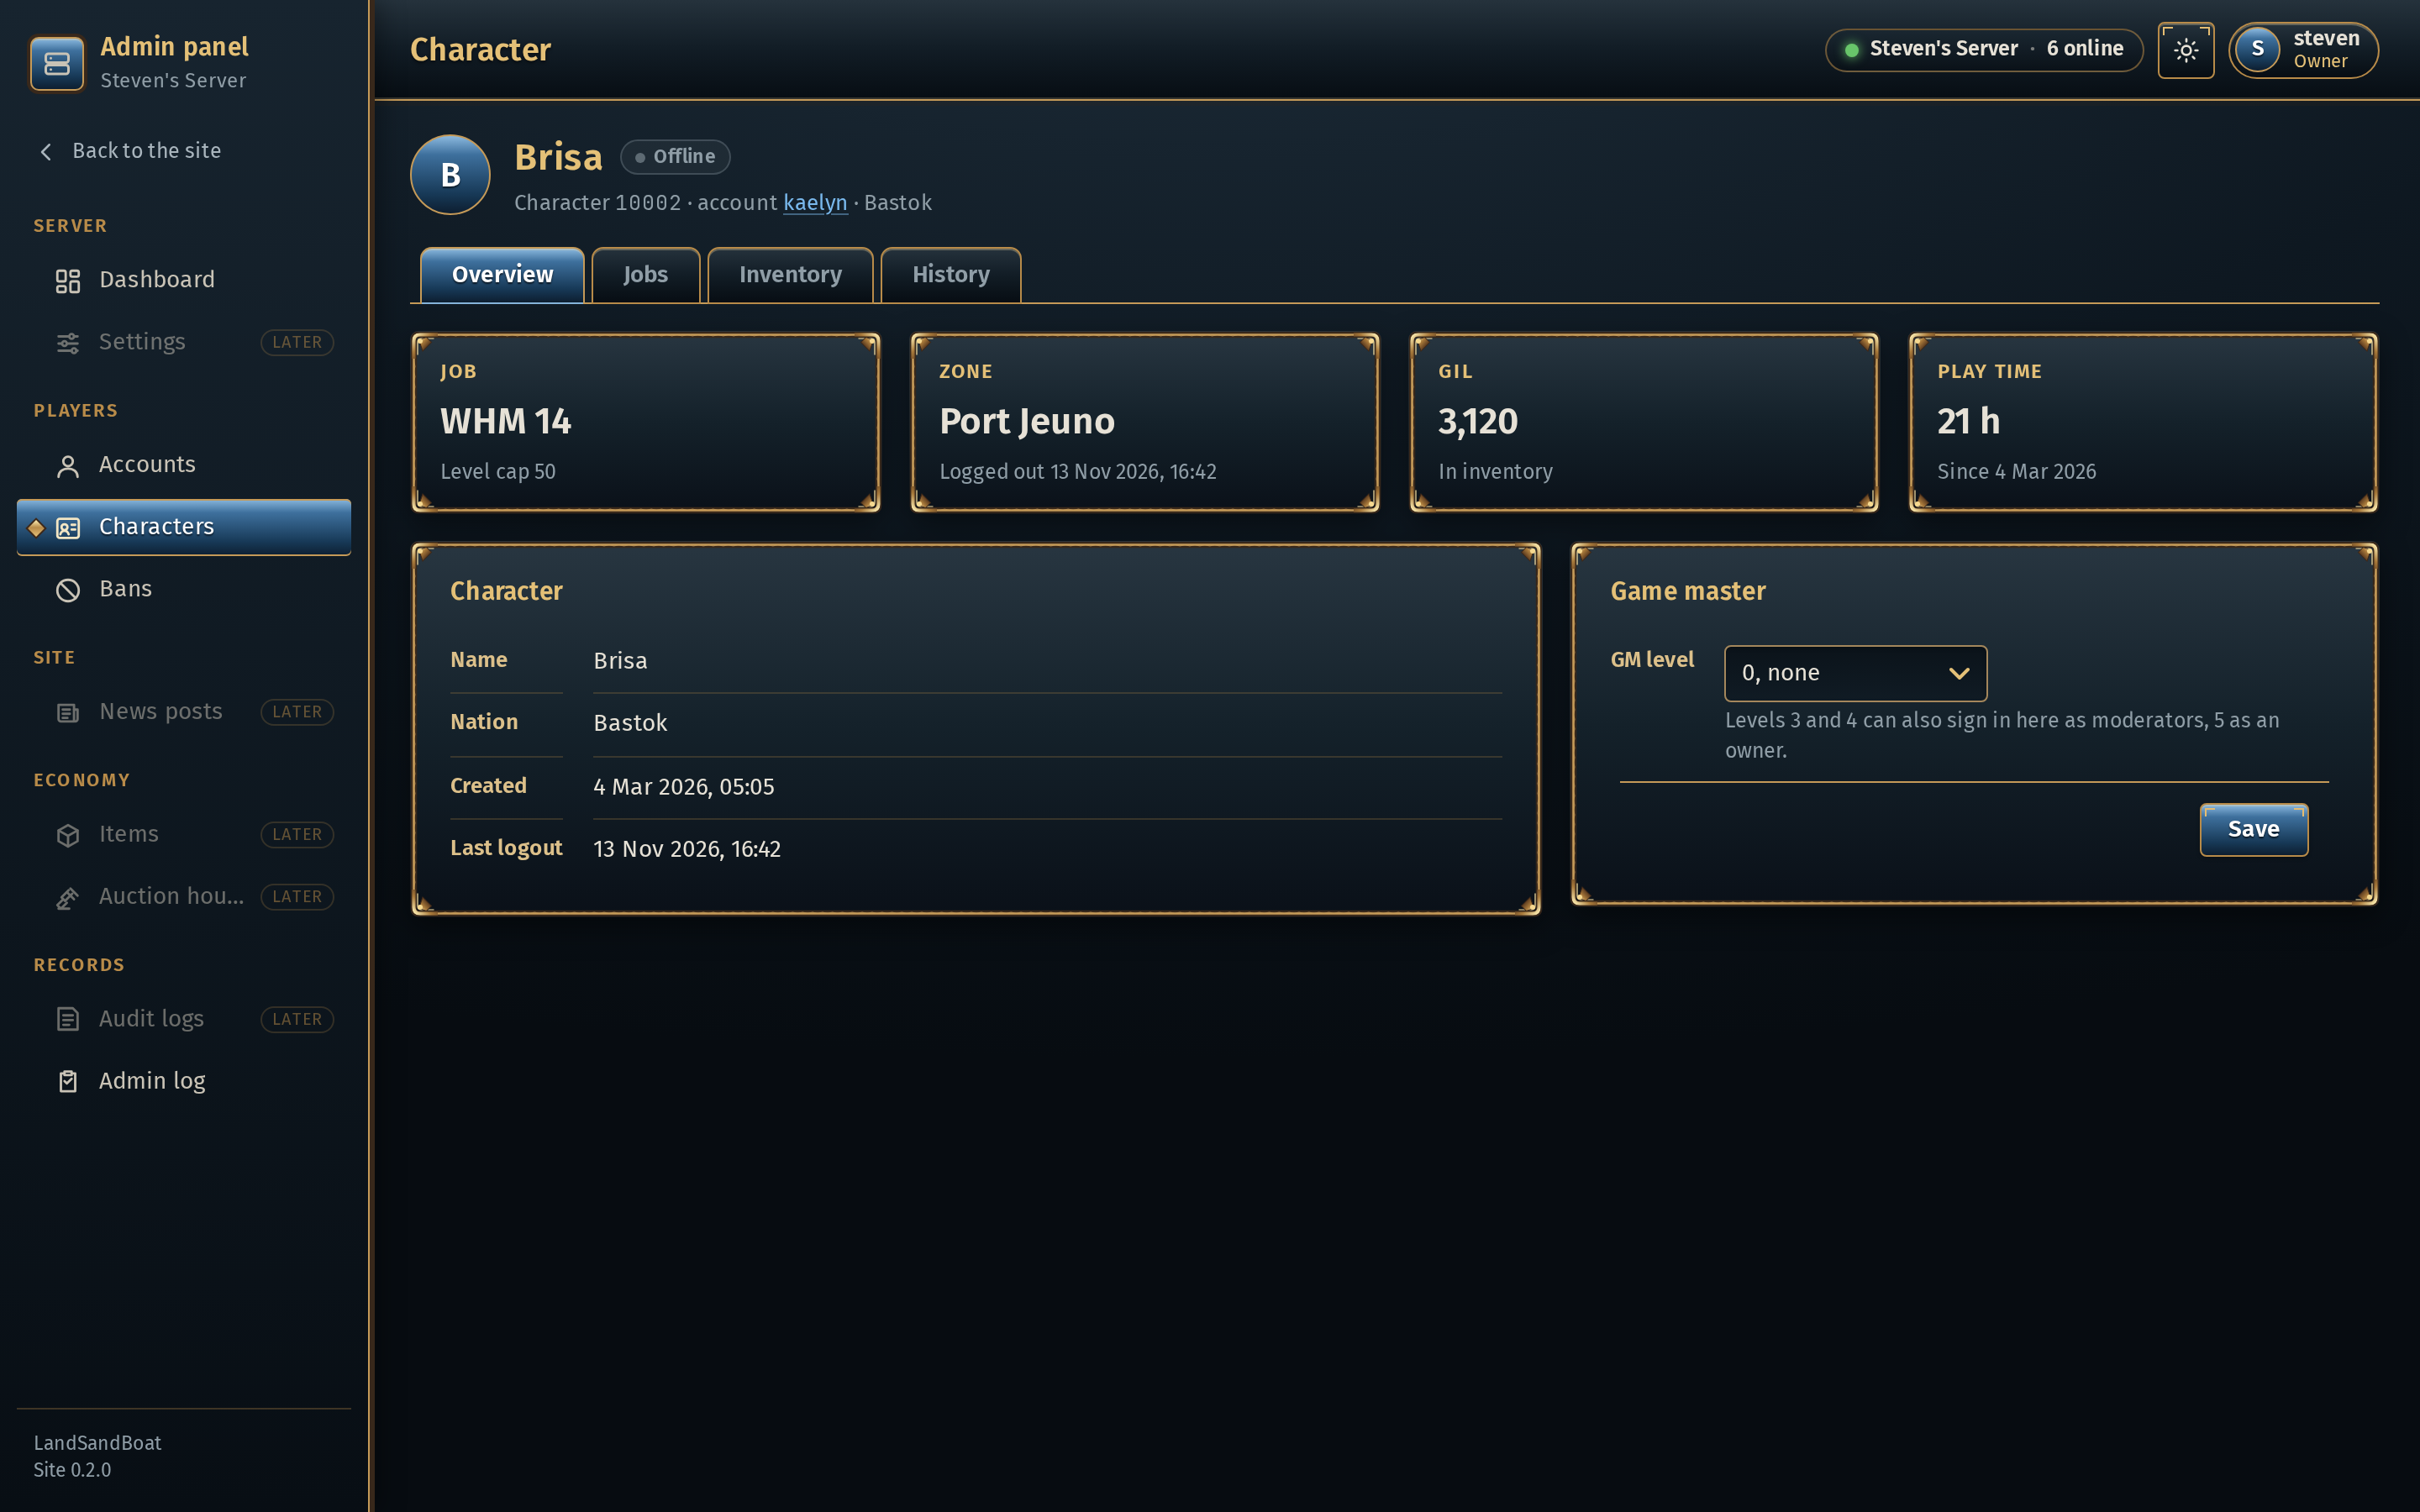 Admin panel
Steven's Server
Back to the site
SERVER
Dashboard
Settings LATER
PLAYERS
Accounts
Characters
Bans
SITE
News posts LATER
ECONOMY
Items LATER
Auction hou... LATER
RECORDS
Audit logs LATER
Admin log
LandSandBoat
Site 0.2.0
Character
Steven's Server · 6 online
S
steven
Owner
B
Brisa
Offline
Character 10002 · account kaelyn · Bastok
Overview Jobs Inventory History
JOB
WHM 14
Level cap 50
ZONE
Port Jeuno
Logged out 13 Nov 2026, 16:42
GIL
3,120
In inventory
PLAY TIME
21 h
Since 4 Mar 2026
Character
Name Brisa
Nation Bastok
Created 4 Mar 2026, 05:05
Last logout 13 Nov 2026, 16:42
Game master
GM level 0, none
Levels 3 and 4 can also sign in here as moderators, 5 as an
owner.
Save